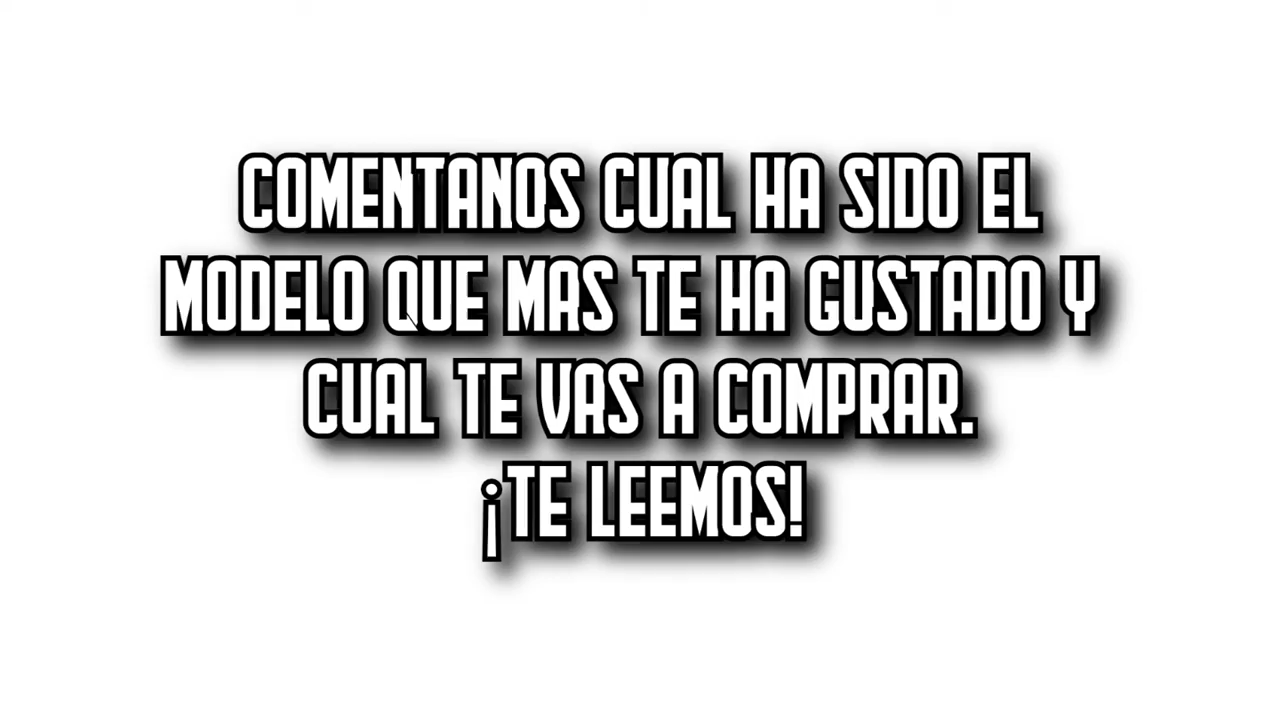 COMENTANOS CUAL HA SIDO EL
MODELO QUE MAS TE HA GUSTADO Y
CUAL TE VAS A COMPRAR.
¡TE LEEMOS!